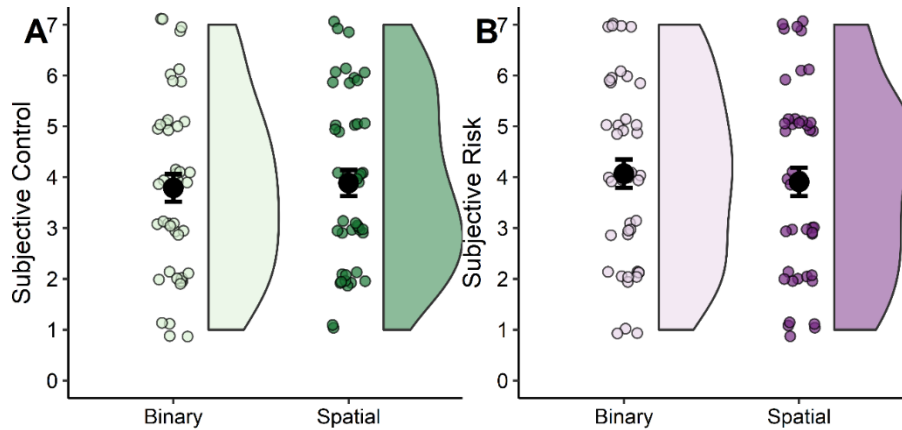 A
B
Subjective Control
7
6
5
4
3
2
1
0
Binary
Spatial
Subjective Risk
7
6
5
4
3
2
1
0
Binary
Spatial